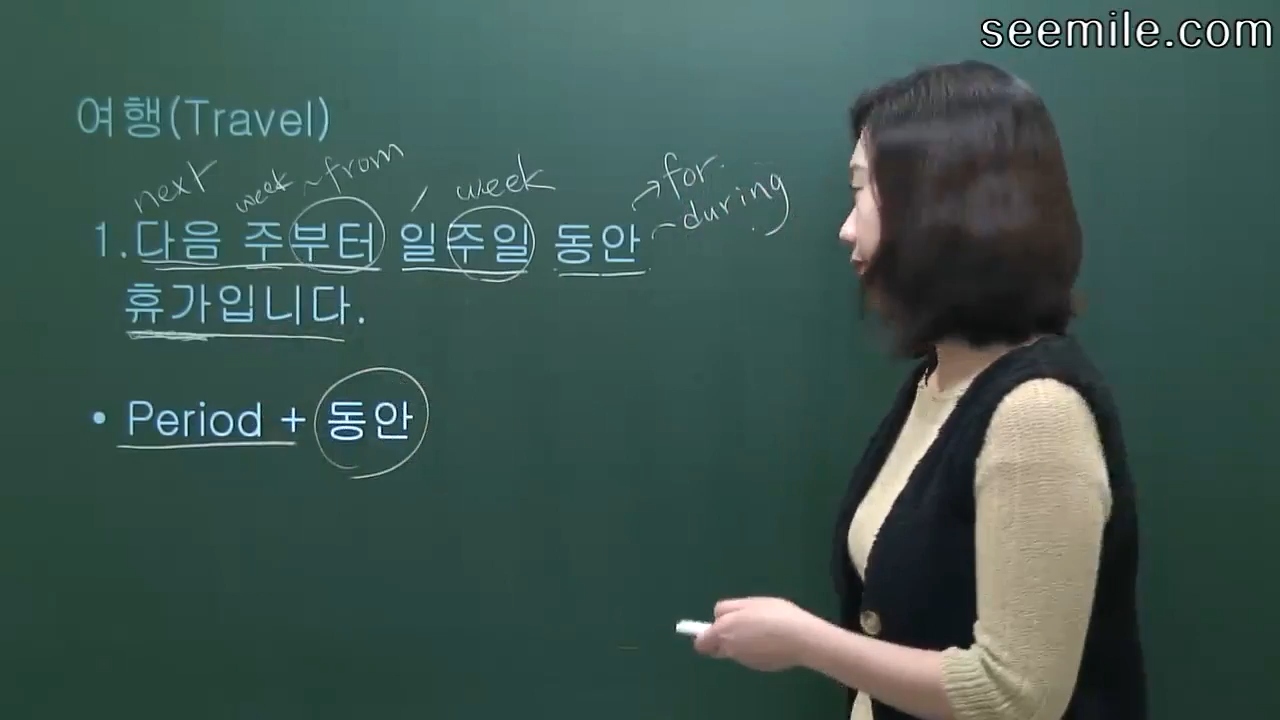 seemile.com
여행(Travel)
next week ~from week → for.
~during
1.다음 주부터 일주일 동안
휴가입니다.
• Period + 동안